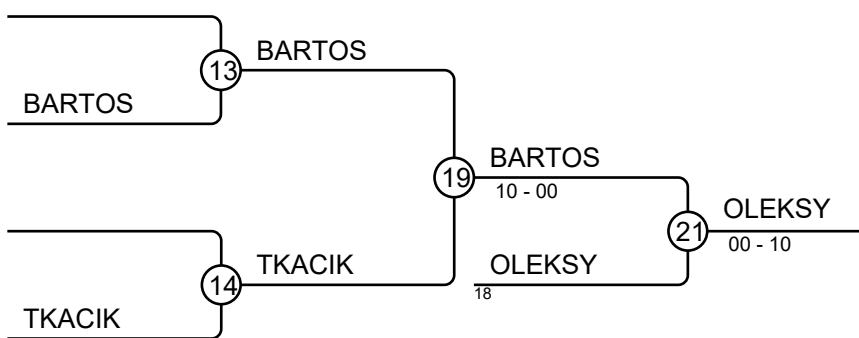 BARTOS
13
BARTOS
BARTOS
19
10 - 00
OLEKSY
21
00 - 10
TKACIK
OLEKSY
14
18
TKACIK